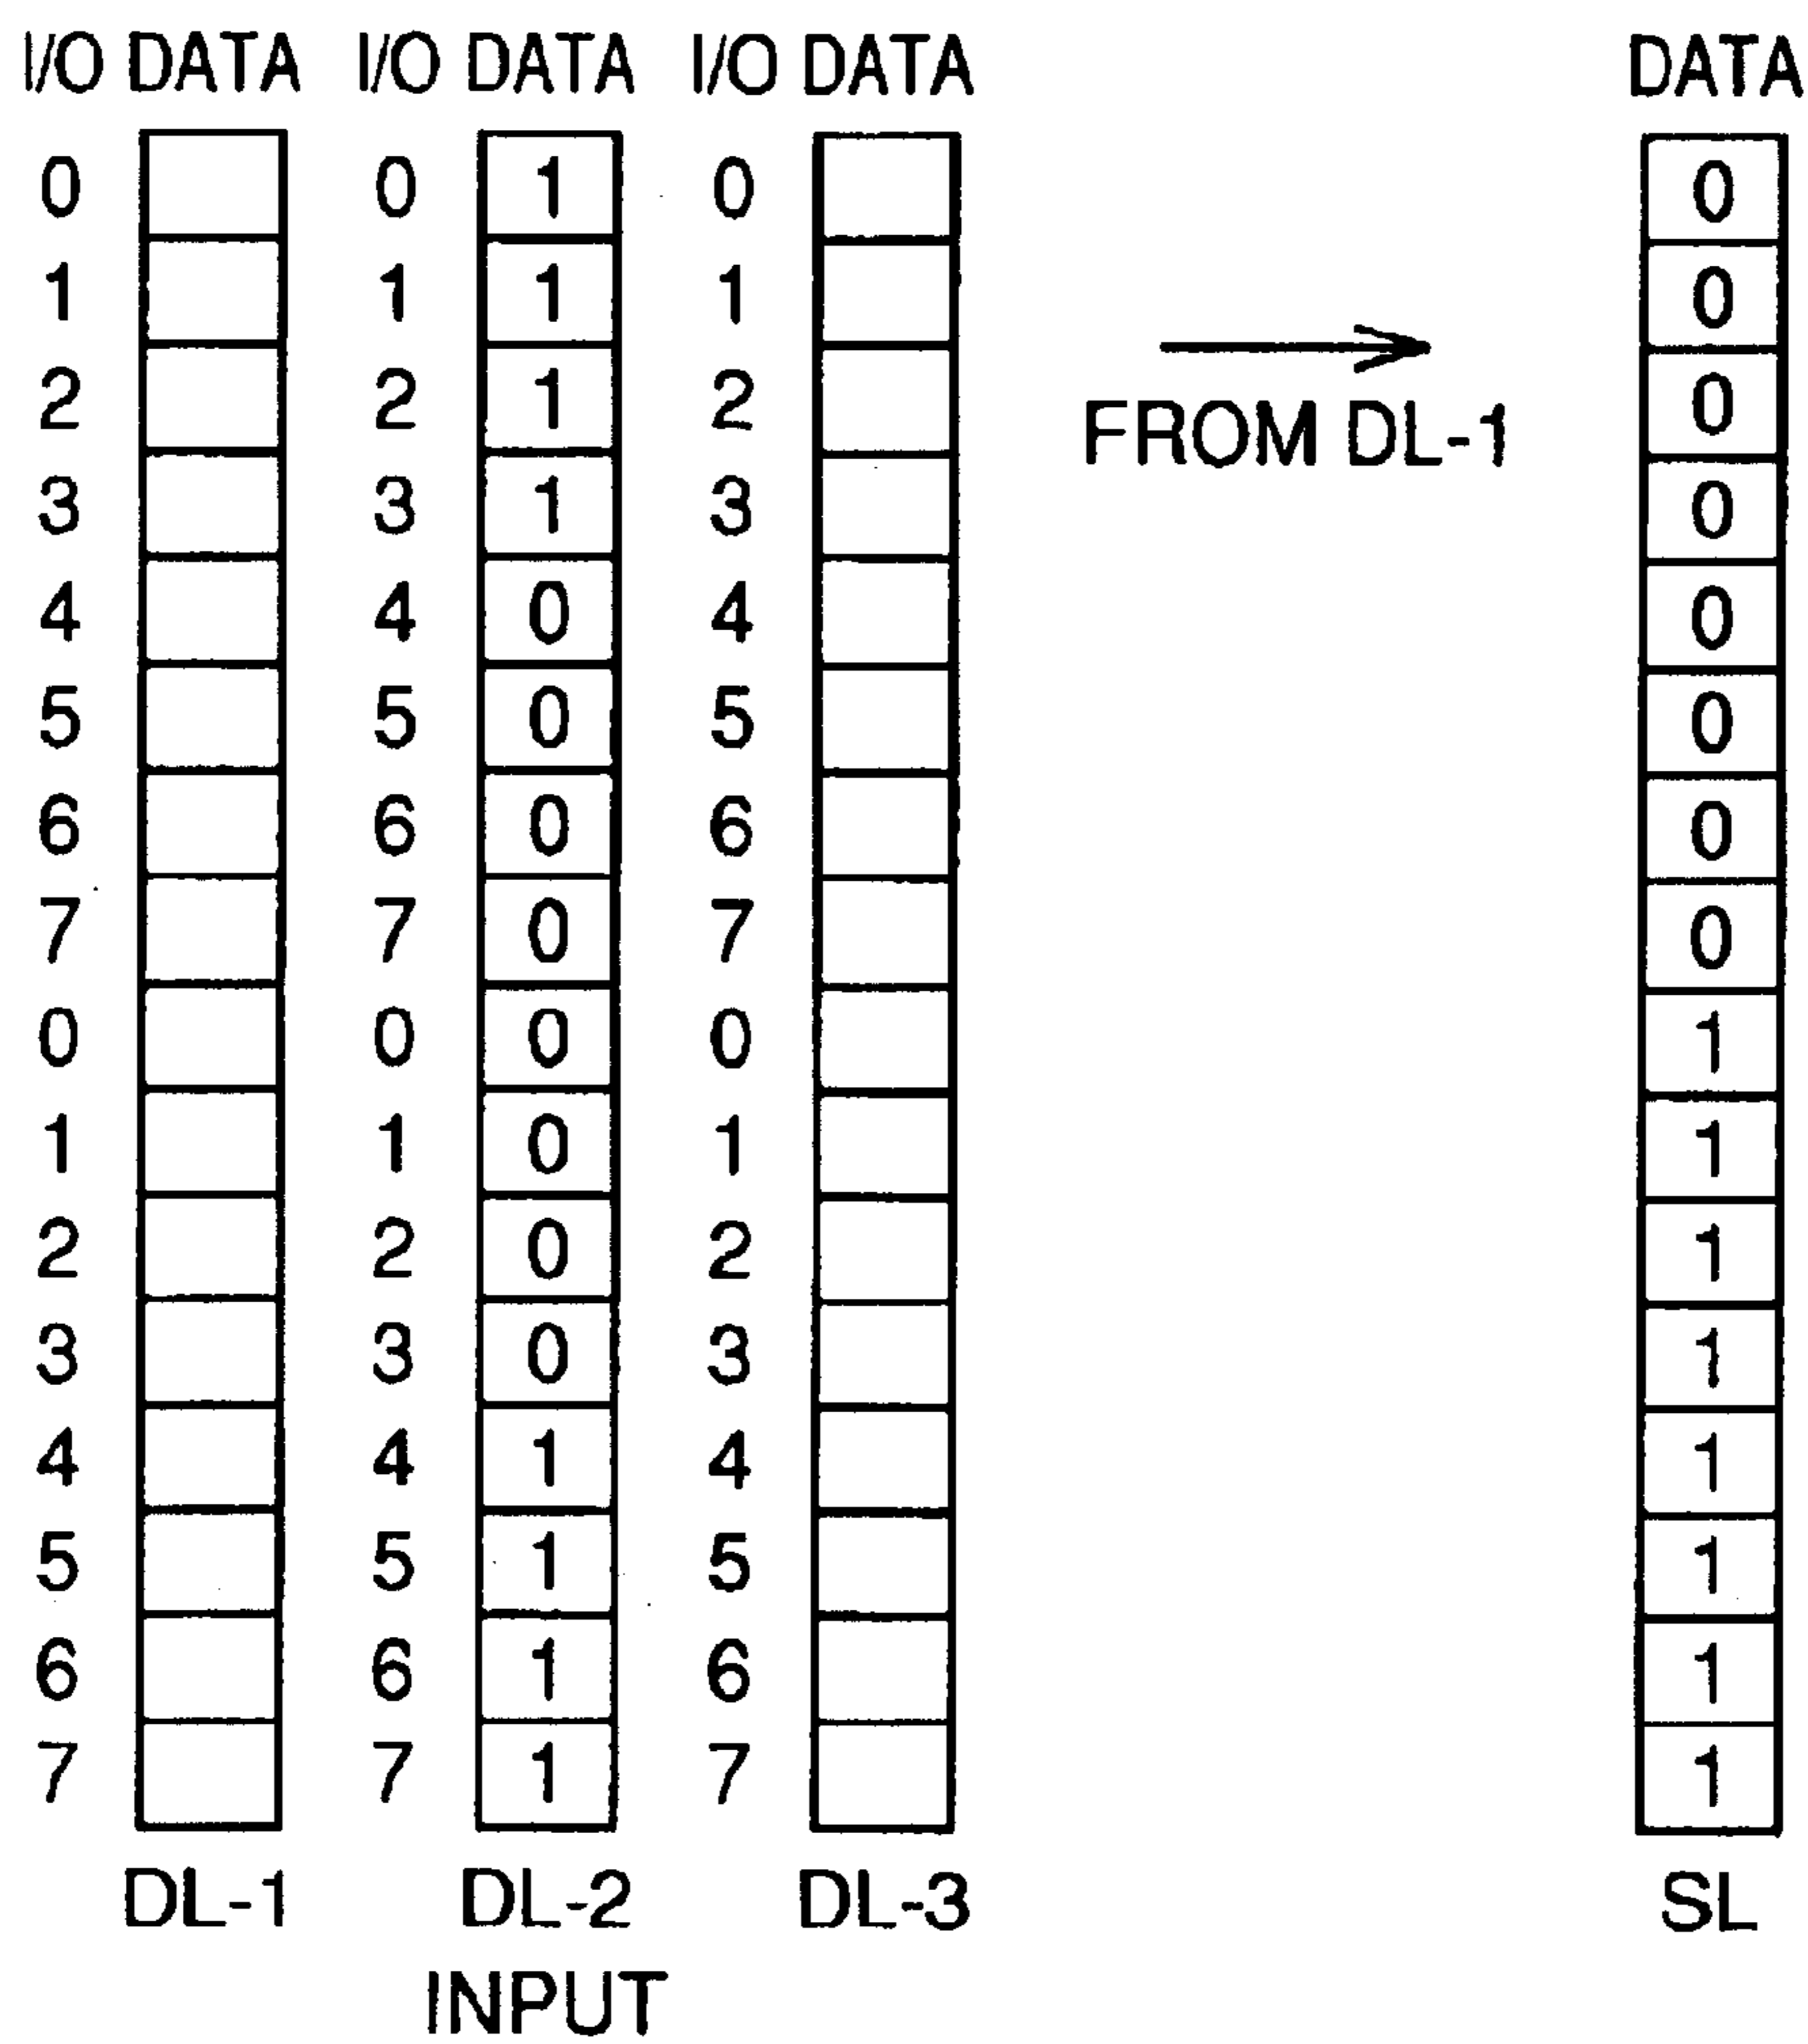 I/O DATA I/O DATA I/O DATA DATA
0 0 1 0 0
1 1 1 1 0
2 2 1 2 0
FROM DL-1
3 3 1 3 0
4 4 0 4 0
5 5 0 5 0
6 6 0 6 0
7 7 0 7 0
0 0 0 0 1
1 1 0 1 1
2 2 0 2 1
3 3 0 3 1
4 4 1 4 1
5 5 1 5 1
6 6 1 6 1
7 7 1 7 1
DL-1 DL-2 DL-3 SL
INPUT